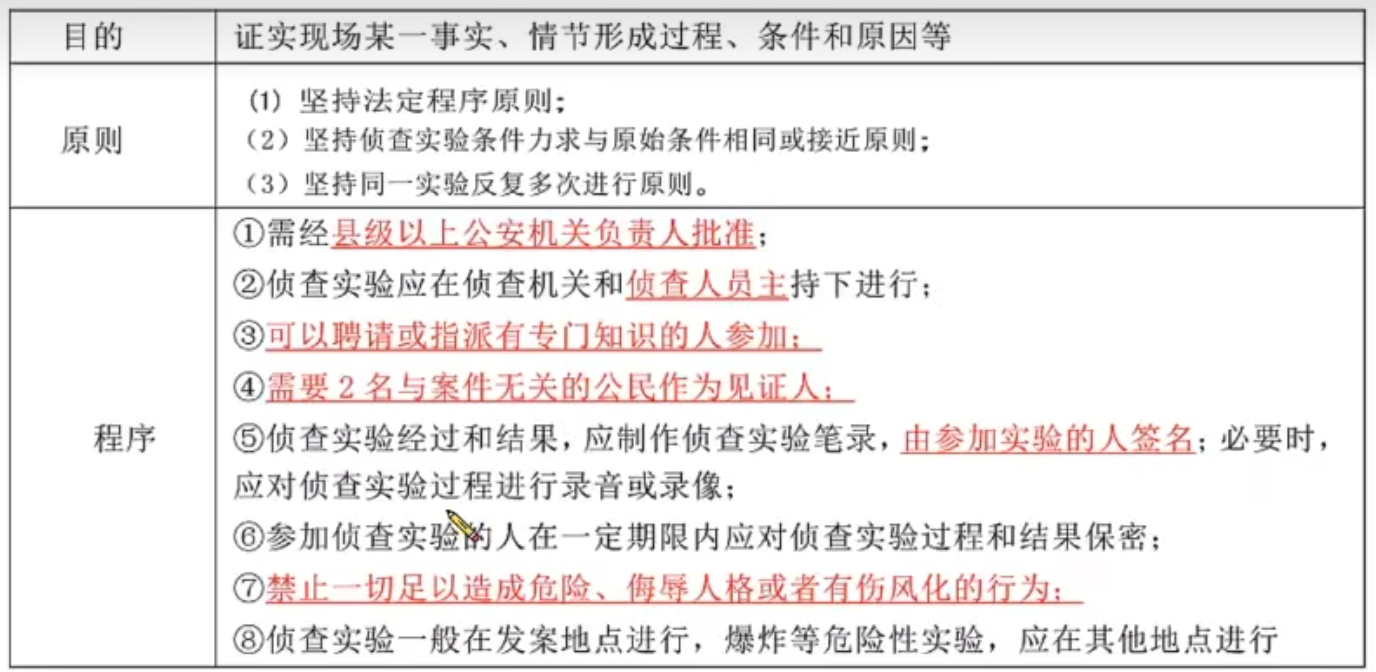 目的
证实现场某一事实、情节形成过程、条件和原因等
原则
(1) 坚持法定程序原则；
（2）坚持侦查实验条件力求与原始条件相同或接近原则；
（3）坚持同一实验反复多次进行原则。
程序
①需经县级以上公安机关负责人批准；
②侦查实验应在侦查机关和侦查人员主持下进行；
③可以聘请或指派有专门知识的人参加；
④需要2名与案件无关的公民作为见证人；
⑤侦查实验经过和结果，应制作侦查实验笔录，由参加实验的人签名；必要时，
应对侦查实验过程进行录音或录像；
⑥参加侦查实验的人在一定期限内应对侦查实验过程和结果保密；
⑦禁止一切足以造成危险、侮辱人格或者有伤风化的行为；
⑧侦查实验一般在发案地点进行，爆炸等危险性实验，应在其他地点进行